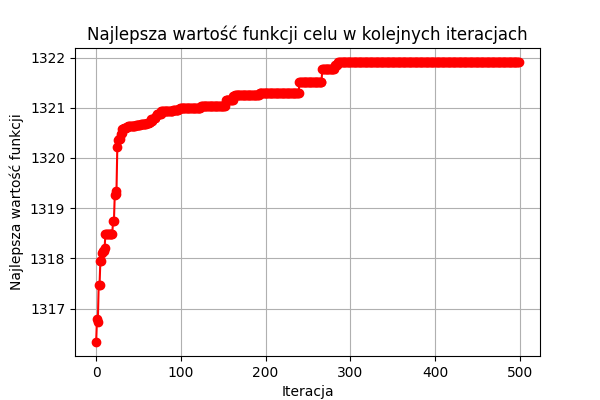 Najlepsza wartość funkcji celu w kolejnych iteracjach
Najlepsza wartość funkcji
1322
1321
1320
1319
1318
1317
0 100 200 300 400 500
Iteracja